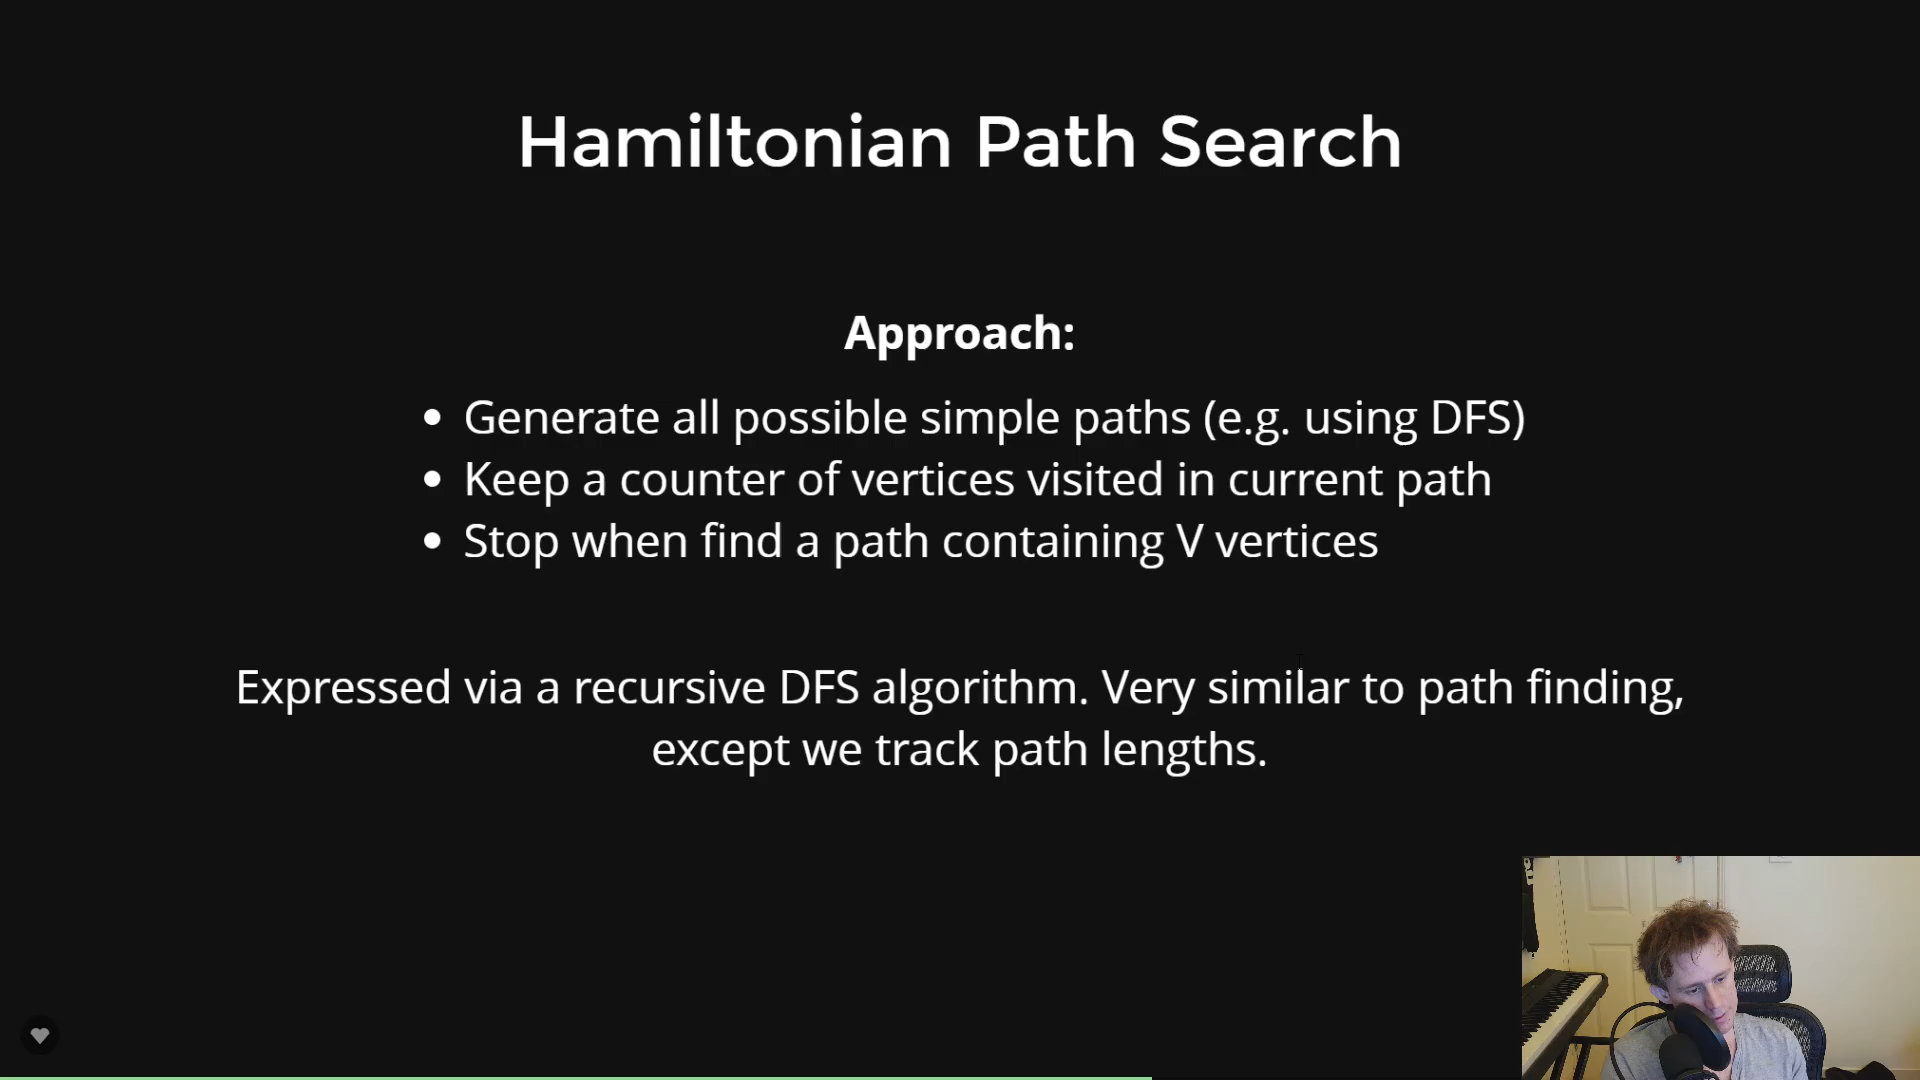 Hamiltonian Path Search
Approach:
• Generate all possible simple paths (e.g. using DFS)
• Keep a counter of vertices visited in current path
• Stop when find a path containing V vertices
Expressed via a recursive DFS algorithm. Very similar to path finding,
except we track path lengths.